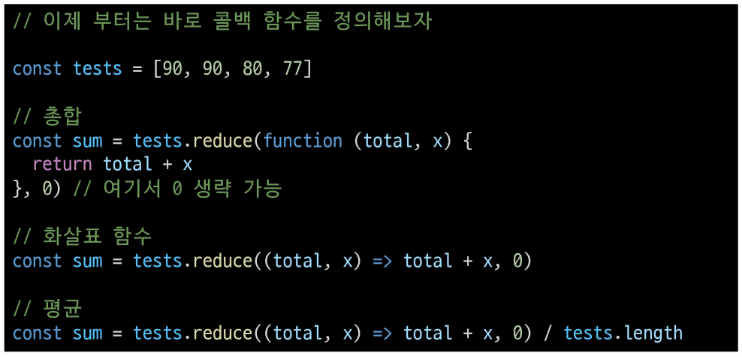 // 이제 부터는 바로 콜백 함수를 정의해보자
const tests = [90, 90, 80, 77]
// 총합
const sum = tests.reduce(function (total, x) {
  return total + x
}, 0) // 여기서 0 생략 가능
// 화살표 함수
const sum = tests.reduce((total, x) => total + x, 0)
// 평균
const sum = tests.reduce((total, x) => total + x, 0) / tests.length